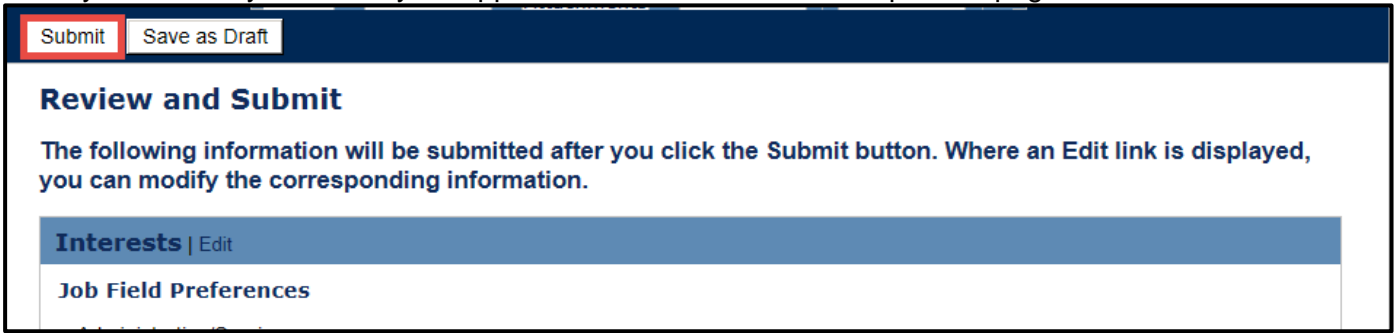 Submit Save as Draft
Review and Submit
The following information will be submitted after you click the Submit button. Where an Edit link is displayed,
you can modify the corresponding information.
Interests | Edit
Job Field Preferences